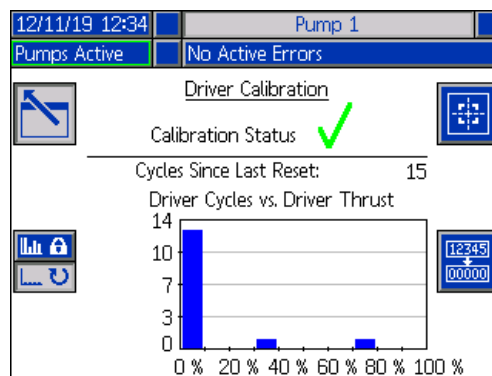 12/11/19 12:34 Pump 1
Pumps Active No Active Errors
Driver Calibration
Calibration Status
Cycles Since Last Reset: 15
Driver Cycles vs. Driver Thrust
14
10
7
3
0
0 % 20 % 40 % 60 % 80 % 100 %
12345
00000